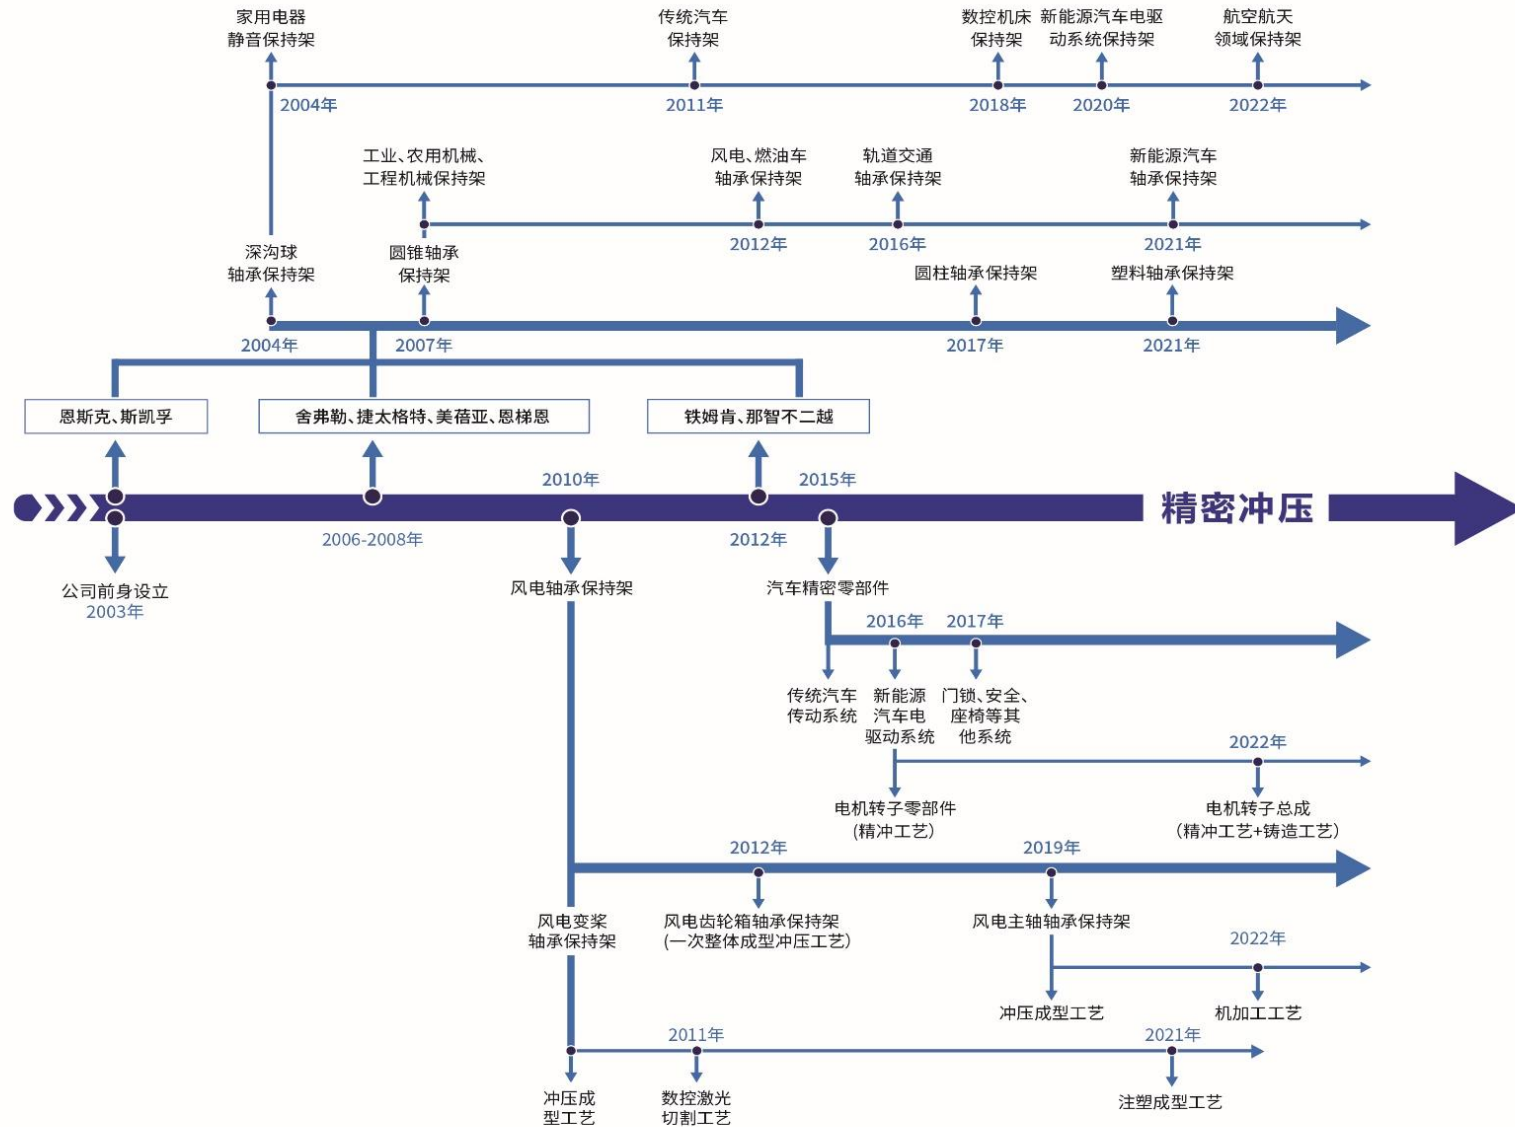 家用电器
静音保持架
传统汽车
保持架
数控机床
保持架
新能源汽车电驱
动系统保持架
航空航天
领域保持架
2004年
2011年
2018年
2020年
2022年
工业、农用机械、
工程机械保持架
风电、燃油车
轴承保持架
轨道交通
轴承保持架
新能源汽车
轴承保持架
2012年
2016年
2021年
深沟球
轴承保持架
圆锥轴承
保持架
圆柱轴承保持架
塑料轴承保持架
2004年
2007年
2017年
2021年
恩斯克、斯凯孚
舍弗勒、捷太格特、美蓓亚、恩梯恩
铁姆肯、那智不二越
2010年
2015年
精密冲压
2006-2008年
2012年
公司前身设立
2003年
风电轴承保持架
汽车精密零部件
2016年
2017年
传统汽车
传动系统
新能源
汽车电
驱动系统
门锁、安全、
座椅等其
他系统
2022年
电机转子零部件
(精冲工艺)
电机转子总成
(精冲工艺+铸造工艺)
2012年
2019年
风电变桨
轴承保持架
风电齿轮箱轴承保持架
(一次整体成型冲压工艺)
风电主轴轴承保持架
2022年
冲压成型工艺
机加工工艺
2011年
2021年
冲压成
型工艺
数控激光
切割工艺
注塑成型工艺